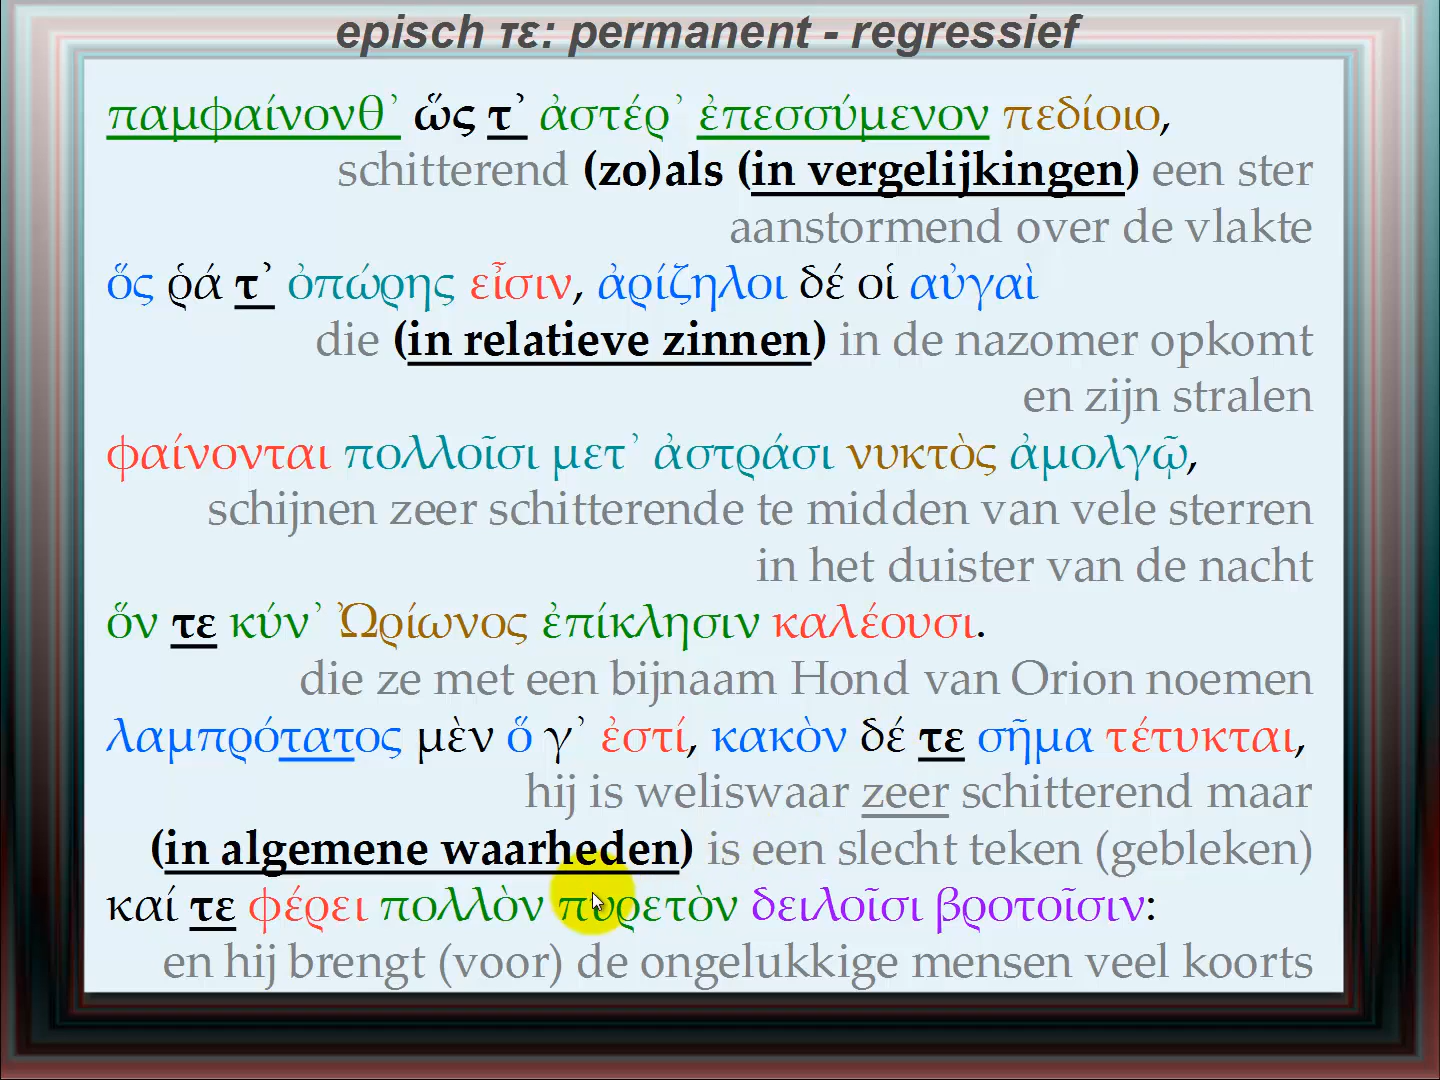 episch τε: permanent - regressief
παμφαίνονθ᾽ ὥς τ᾽ ἀστέρ᾽ ἐπεσσύμενον πεδίοιο,
schitterend (zo)als (in vergelijkingen) een ster
aanstormend over de vlakte
ὅς ῥά τ᾽ ὀπώρης εἶσιν, ἀρίζηλοι δέ οἱ αὐγαὶ
die (in relatieve zinnen) in de nazomer opkomt
en zijn stralen
φαίνονται πολλοῖσι μετ᾽ ἀστράσι νυκτὸς ἀμολγῷ,
schijnen zeer schitterende te midden van vele sterren
in het duister van de nacht
ὅν τε κύν᾽ Ὠρίωνος ἐπίκλησιν καλέουσι.
die ze met een bijnaam Hond van Orion noemen
λαμπρότατος μὲν ὅ γ᾽ ἐστί, κακὸν δέ τε σῆμα τέτυκται,
hij is weliswaar zeer schitterend maar
(in algemene waarheden) is een slecht teken (gebleken)
καί τε φέρει πολλὸν πυρετὸν δειλοῖσι βροτοῖσιν:
en hij brengt (voor) de ongelukkige mensen veel koorts